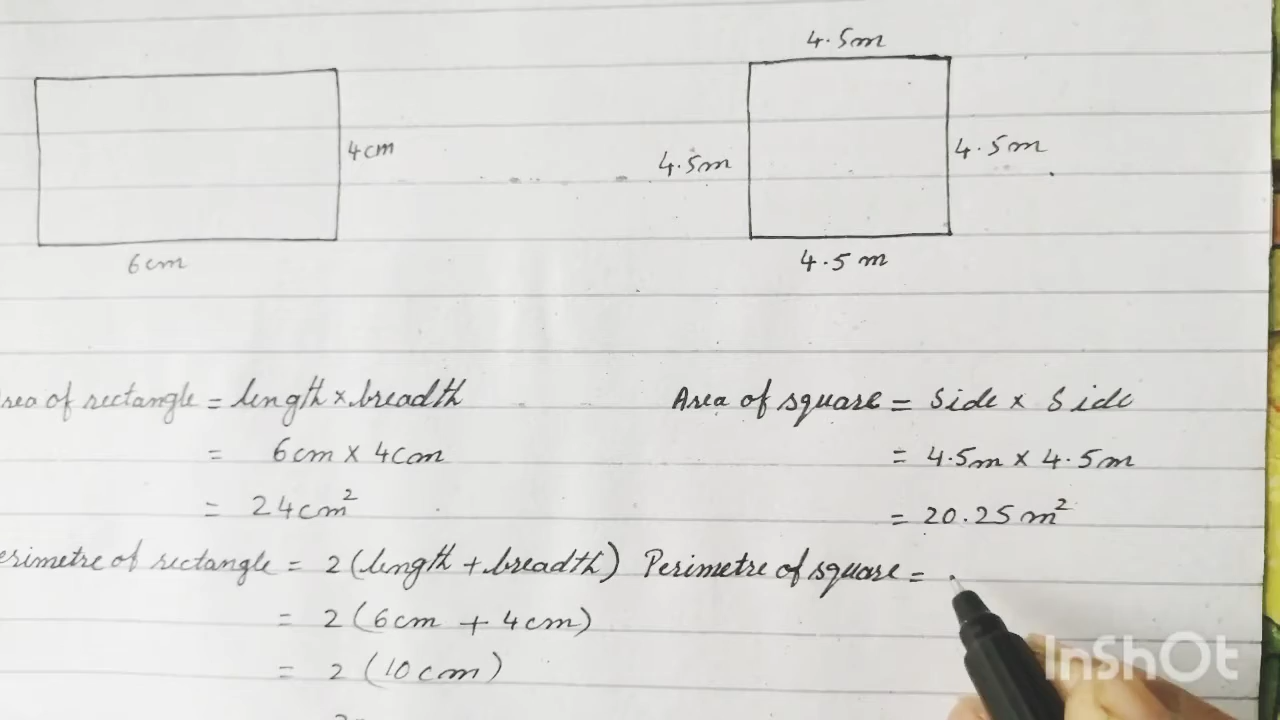 4.5m
4cm
4.5m
4.5m
6cm
4.5m
rea of rectangle = length × breadth
= 6cm × 4cm
= 24cm²
Area of square = Side × Side
= 4.5m × 4.5m
= 20.25m²
erimetre of rectangle = 2(length + breadth)
= 2(6cm + 4cm)
= 2(10cm)
Perimetre of square =
InShOt